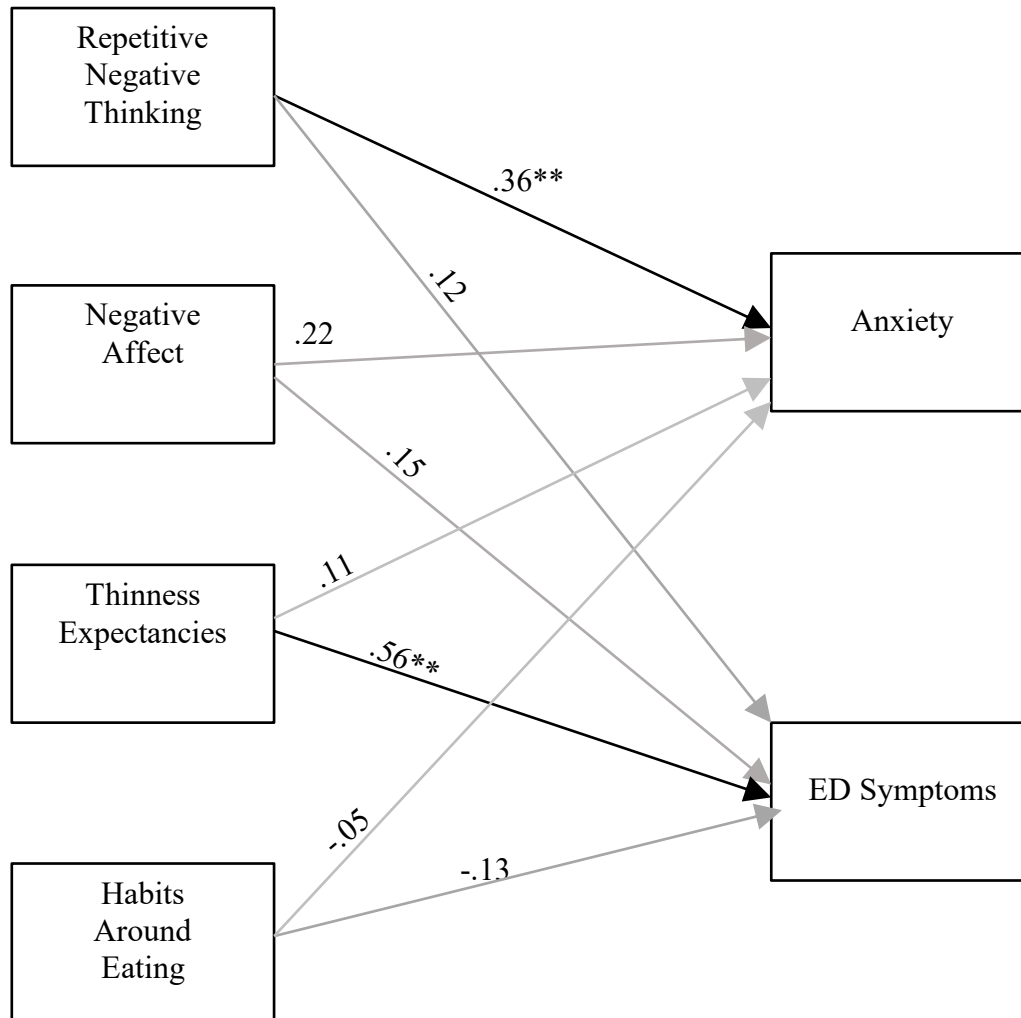 Repetitive
Negative
Thinking
.36**
.12
Negative
Affect
.22
Anxiety
.15
Thinness
Expectancies
.11
.56**
ED Symptoms
-.05
-.13
Habits
Around
Eating